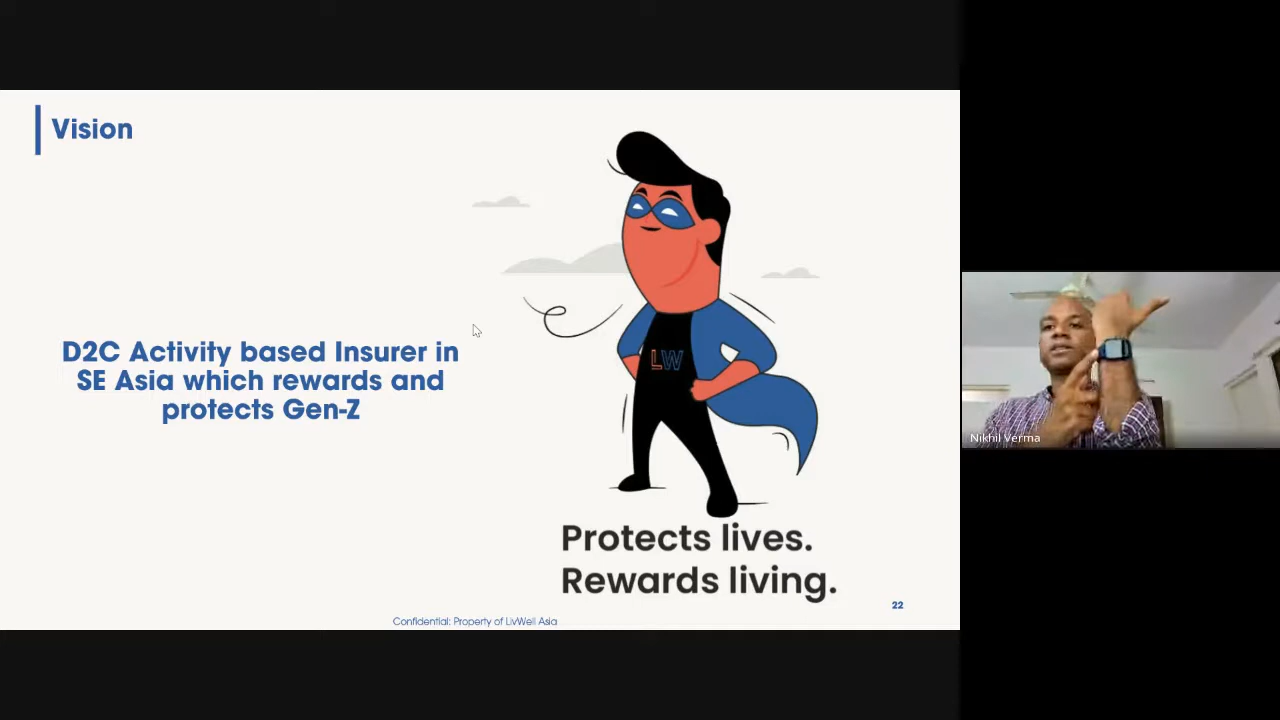 Vision
D2C Activity based Insurer in
SE Asia which rewards and
protects Gen-Z
LW
Protects lives.
Rewards living.
22
Confidential: Property of LivWell Asia
Nikhil Verma